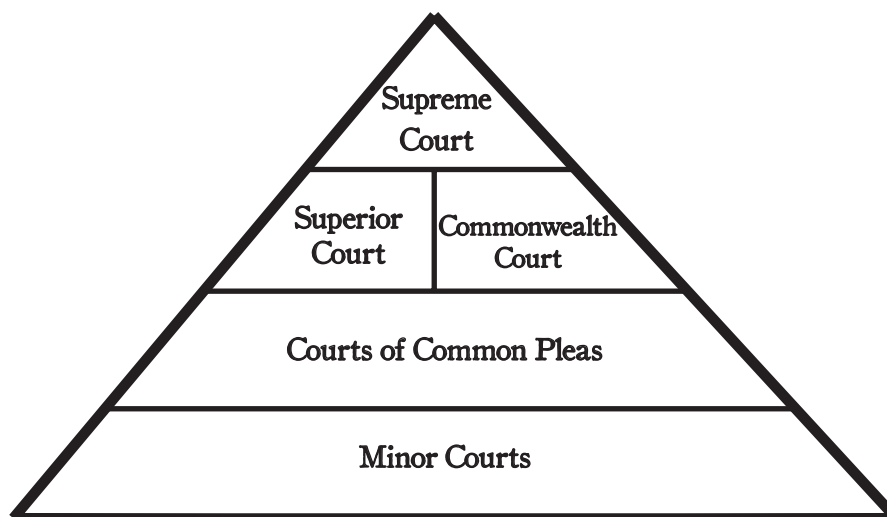 Supreme
Court
Superior
Court
Commonwealth
Court
Courts of Common Pleas
Minor Courts